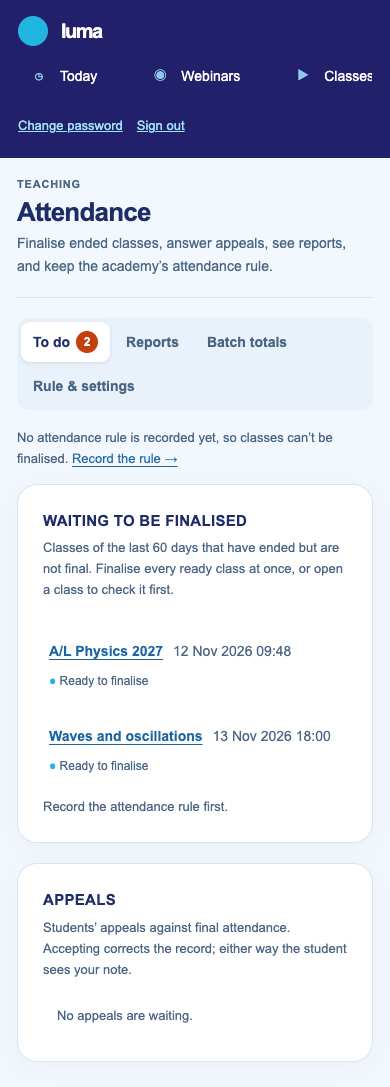 luma
Today
Webinars
Classes
Change password
Sign out
TEACHING
Attendance
Finalise ended classes, answer appeals, see reports,
and keep the academy’s attendance rule.
To do 2
Reports
Batch totals
Rule & settings
No attendance rule is recorded yet, so classes can’t be
finalised. Record the rule →
WAITING TO BE FINALISED
Classes of the last 60 days that have ended but are
not final. Finalise every ready class at once, or open
a class to check it first.
A/L Physics 2027 12 Nov 2026 09:48
Ready to finalise
Waves and oscillations 13 Nov 2026 18:00
Ready to finalise
Record the attendance rule first.
APPEALS
Students’ appeals against final attendance.
Accepting corrects the record; either way the student
sees your note.
No appeals are waiting.